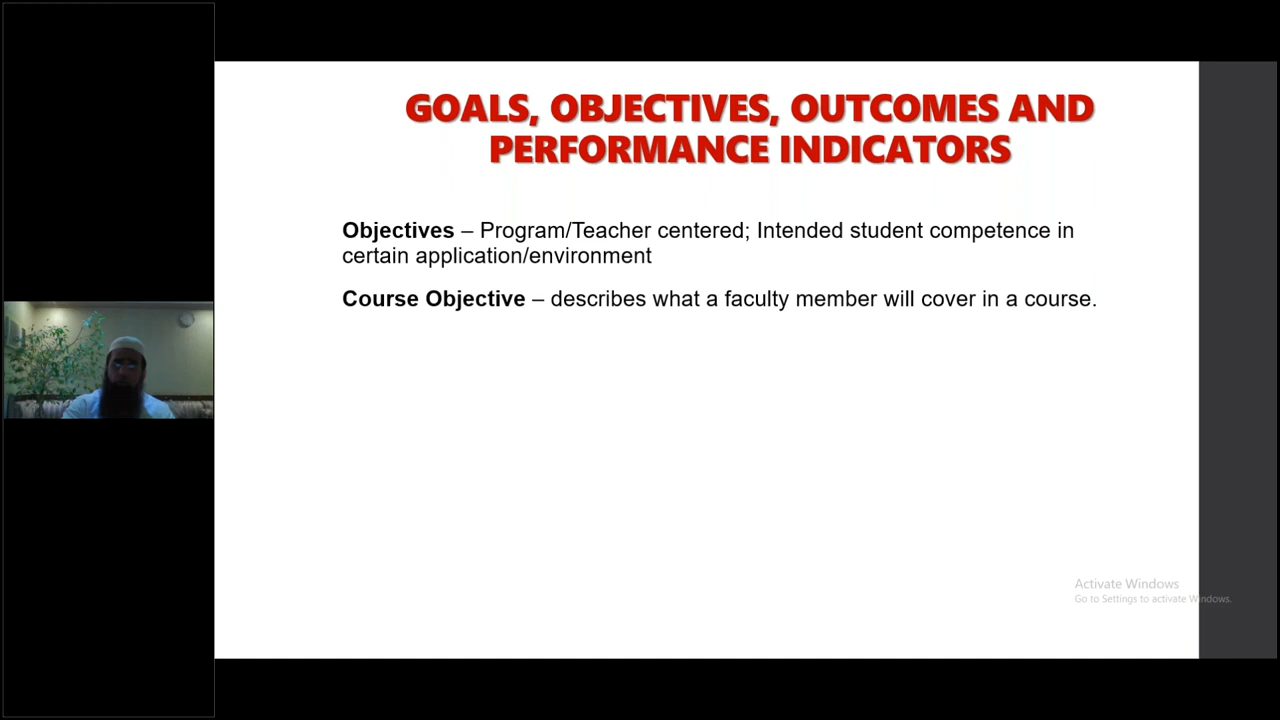 GOALS, OBJECTIVES, OUTCOMES AND
PERFORMANCE INDICATORS
Objectives – Program/Teacher centered; Intended student competence in
certain application/environment
Course Objective – describes what a faculty member will cover in a course.
Activate Windows
Go to Settings to activate Windows.